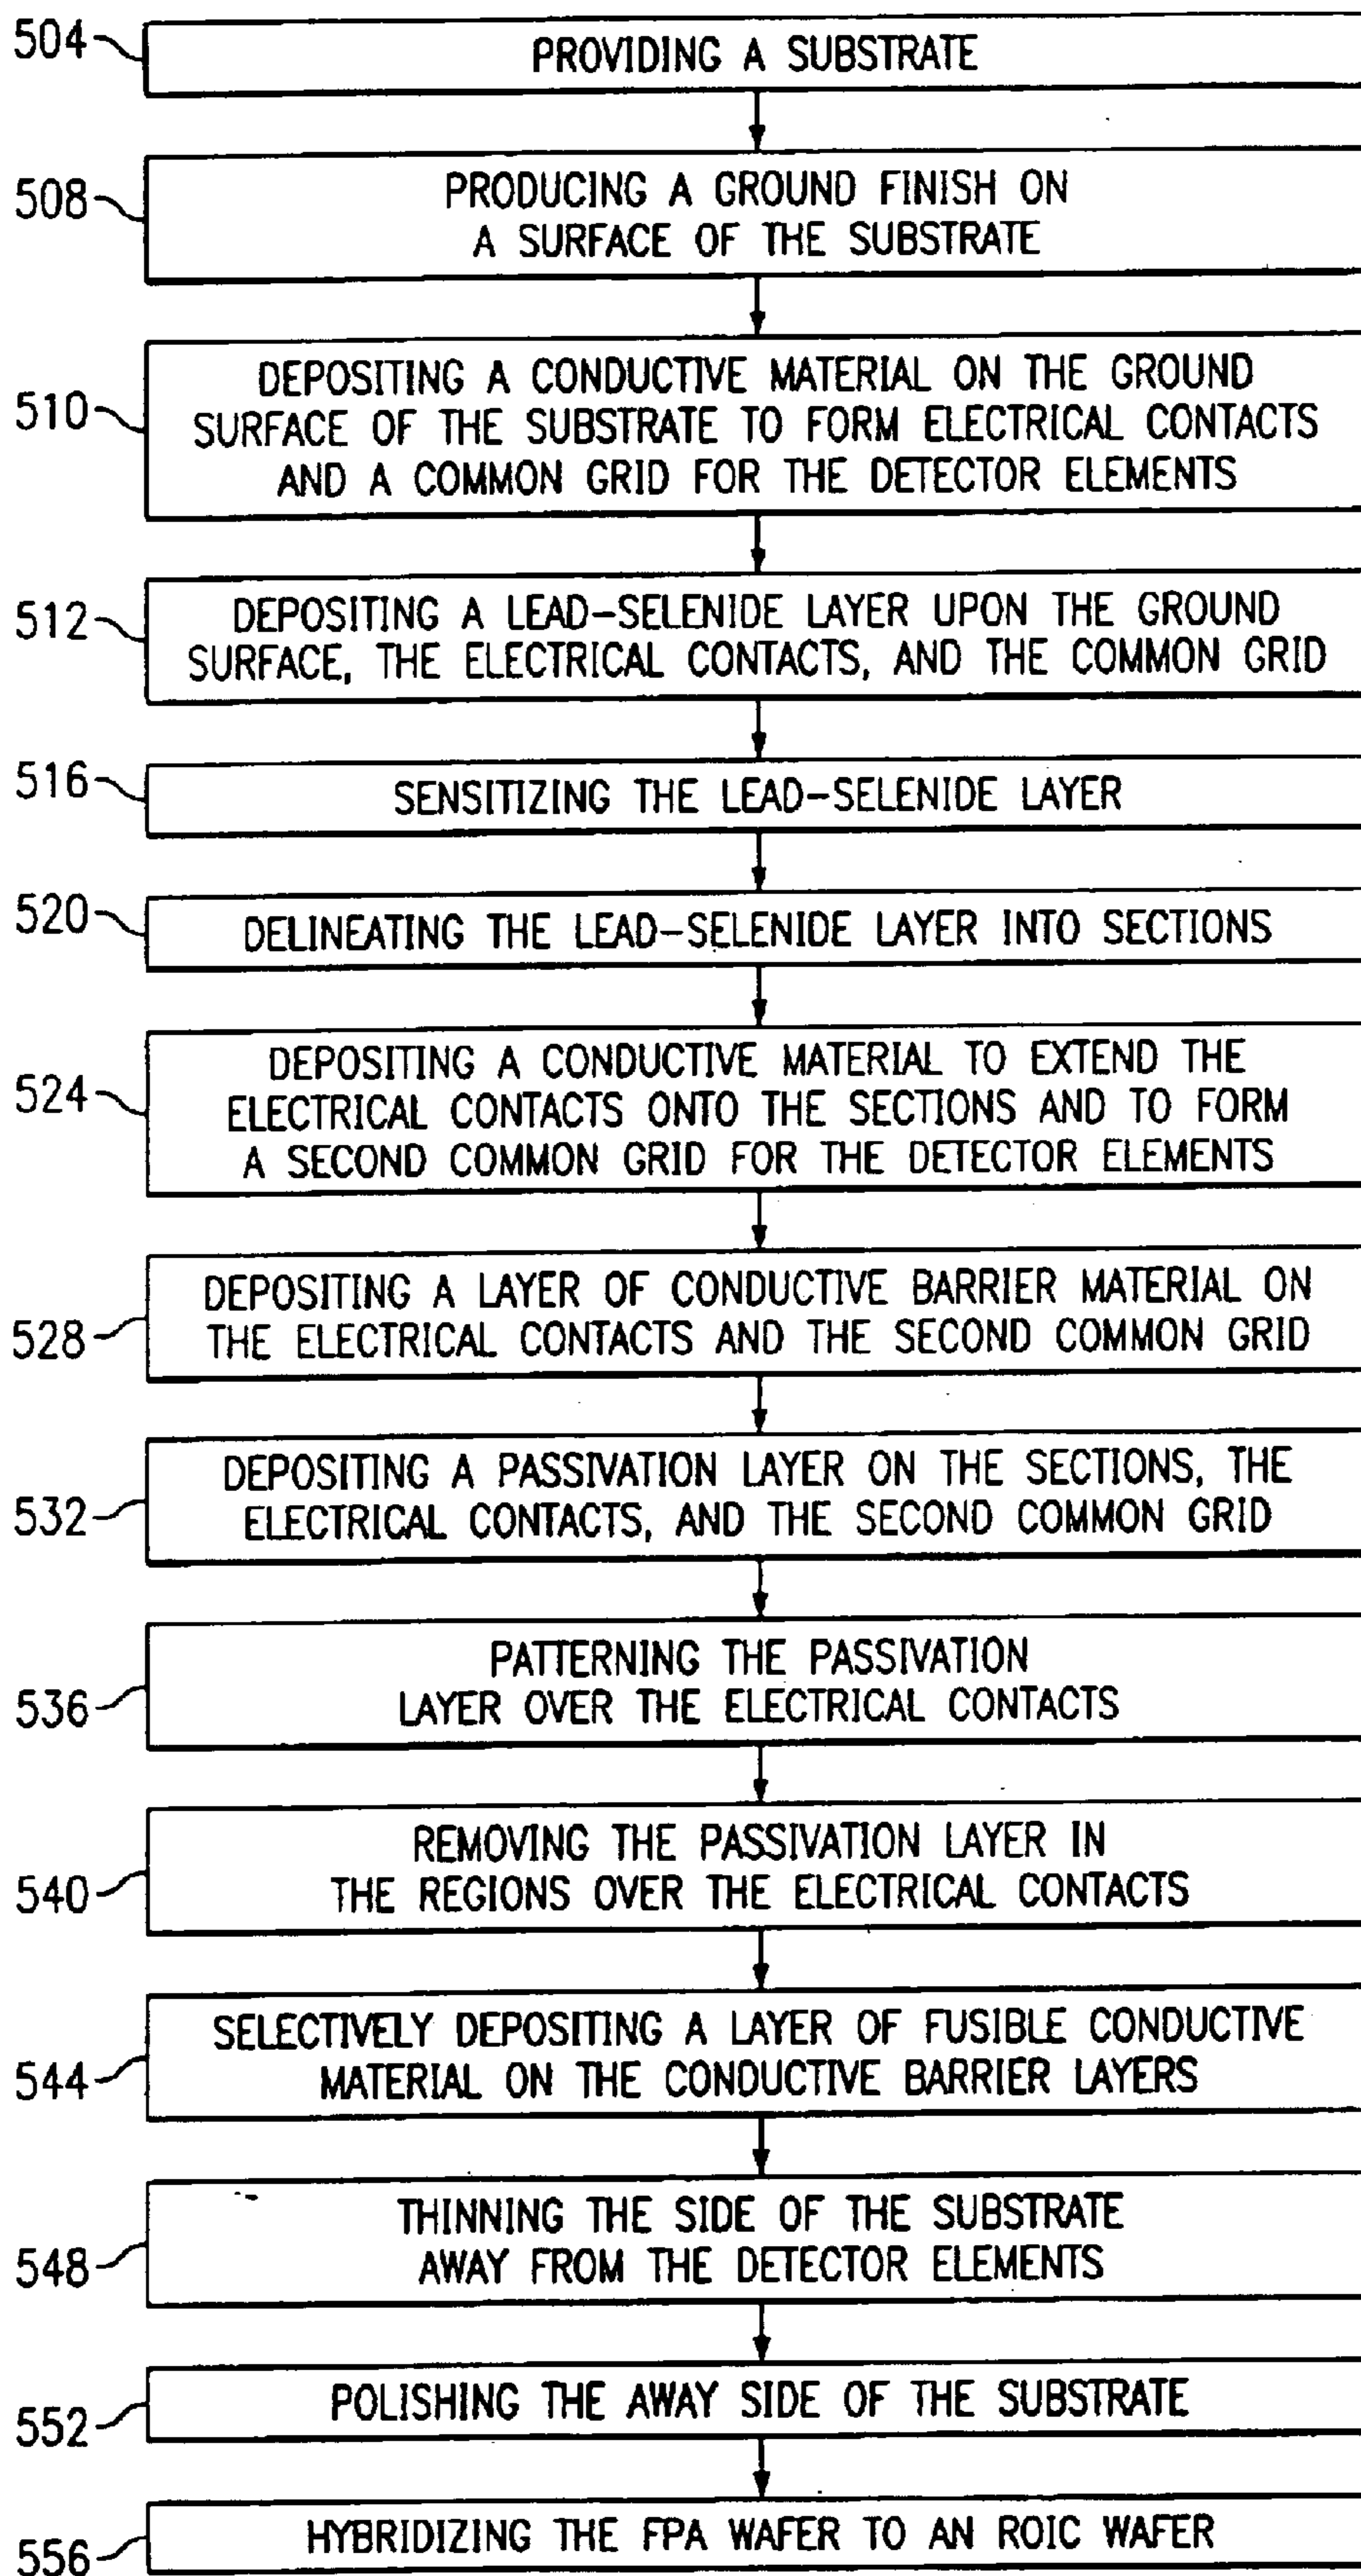 504
PROVIDING A SUBSTRATE
508
PRODUCING A GROUND FINISH ON
A SURFACE OF THE SUBSTRATE
510
DEPOSITING A CONDUCTIVE MATERIAL ON THE GROUND
SURFACE OF THE SUBSTRATE TO FORM ELECTRICAL CONTACTS
AND A COMMON GRID FOR THE DETECTOR ELEMENTS
512
DEPOSITING A LEAD-SELENIDE LAYER UPON THE GROUND
SURFACE, THE ELECTRICAL CONTACTS, AND THE COMMON GRID
516
SENSITIZING THE LEAD-SELENIDE LAYER
520
DELINEATING THE LEAD-SELENIDE LAYER INTO SECTIONS
524
DEPOSITING A CONDUCTIVE MATERIAL TO EXTEND THE
ELECTRICAL CONTACTS ONTO THE SECTIONS AND TO FORM
A SECOND COMMON GRID FOR THE DETECTOR ELEMENTS
528
DEPOSITING A LAYER OF CONDUCTIVE BARRIER MATERIAL ON
THE ELECTRICAL CONTACTS AND THE SECOND COMMON GRID
532
DEPOSITING A PASSIVATION LAYER ON THE SECTIONS, THE
ELECTRICAL CONTACTS, AND THE SECOND COMMON GRID
536
PATTERNING THE PASSIVATION
LAYER OVER THE ELECTRICAL CONTACTS
540
REMOVING THE PASSIVATION LAYER IN
THE REGIONS OVER THE ELECTRICAL CONTACTS
544
SELECTIVELY DEPOSITING A LAYER OF FUSIBLE CONDUCTIVE
MATERIAL ON THE CONDUCTIVE BARRIER LAYERS
548
THINNING THE SIDE OF THE SUBSTRATE
AWAY FROM THE DETECTOR ELEMENTS
552
POLISHING THE AWAY SIDE OF THE SUBSTRATE
556
HYBRIDIZING THE FPA WAFER TO AN ROIC WAFER